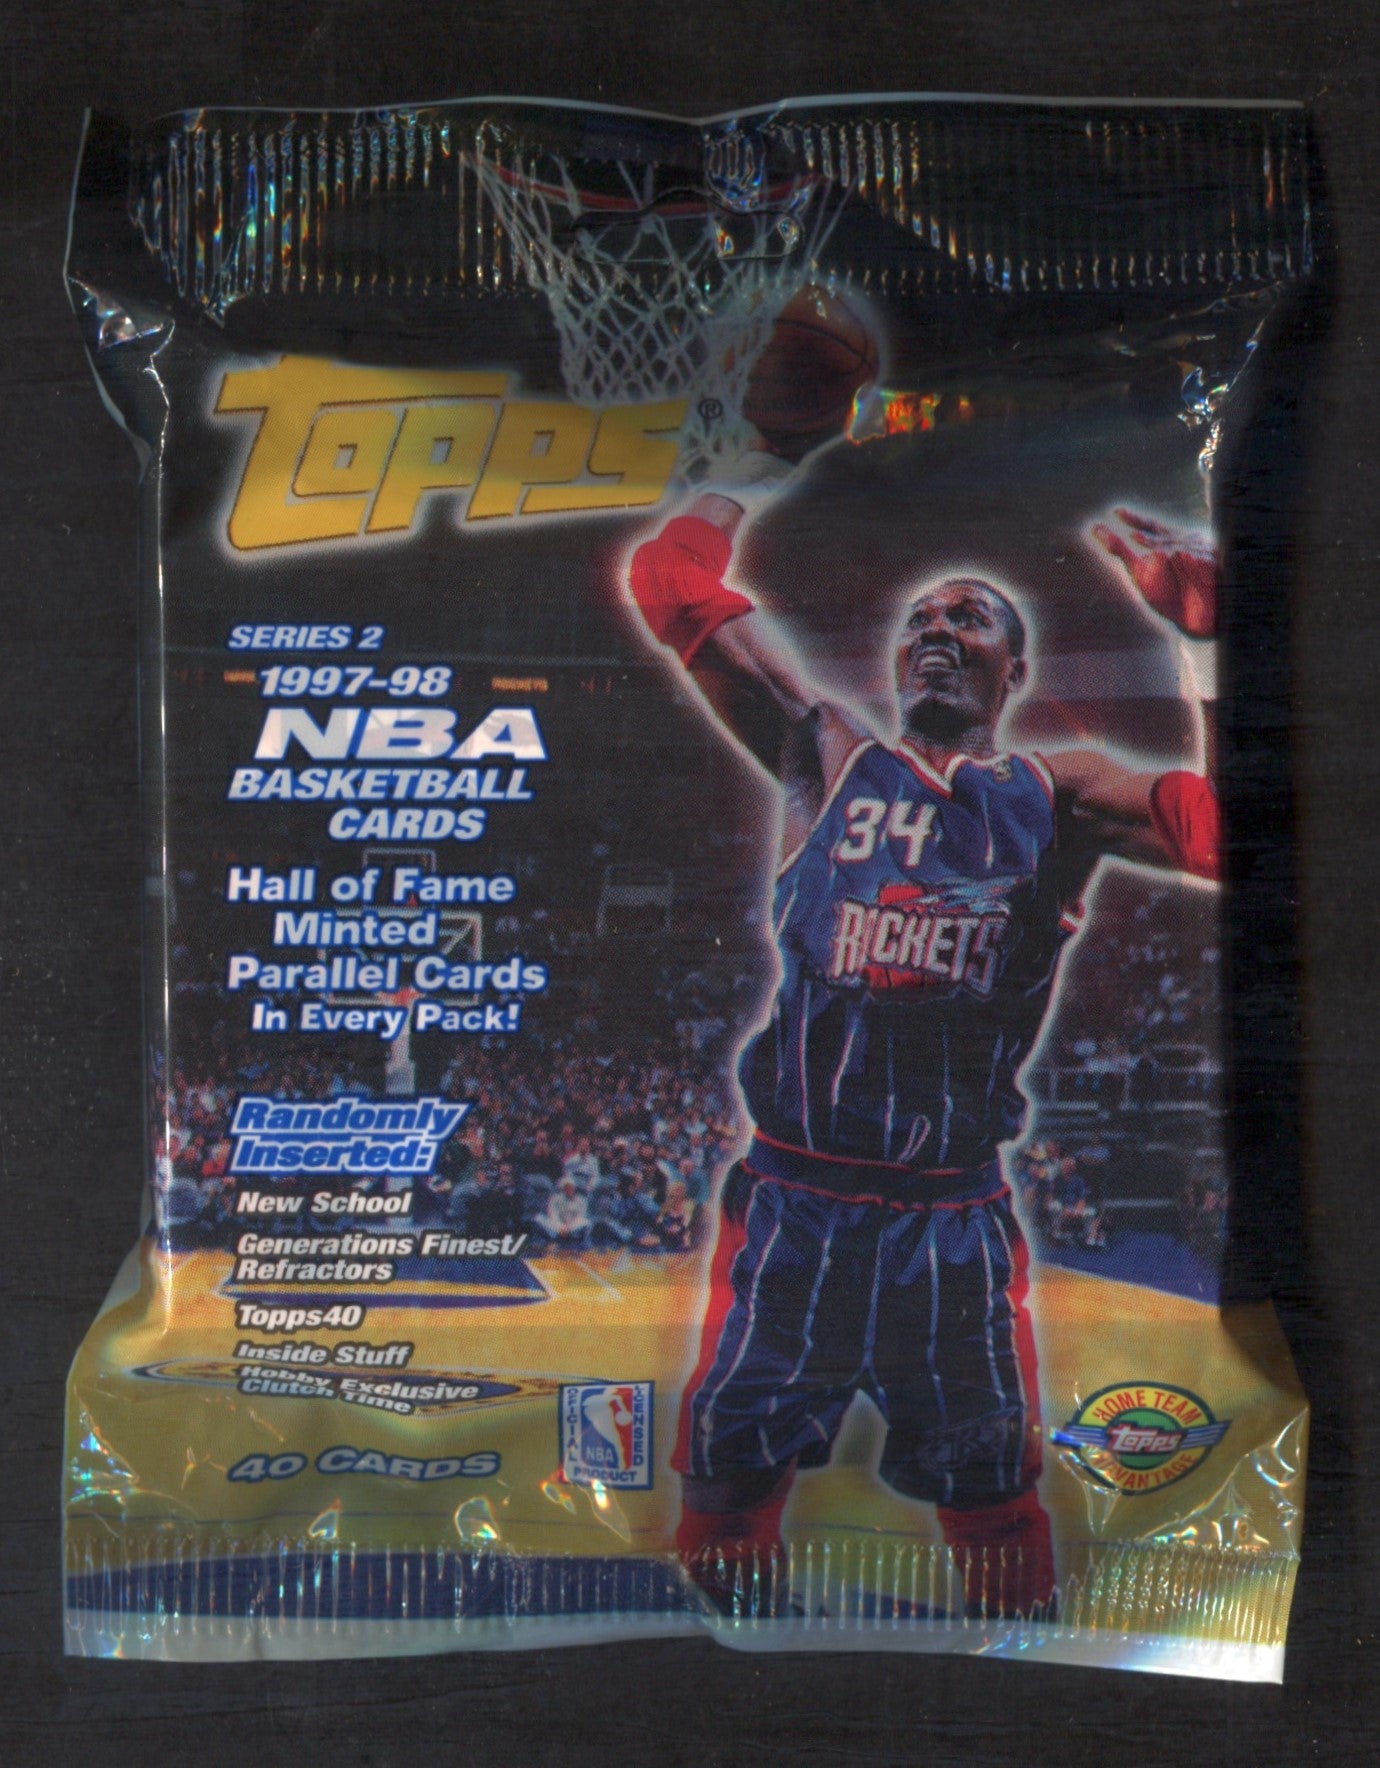 Topps®
SERIES 2
1997-98
ROCKETS
NBA
BASKETBALL
CARDS
34
ROCKETS
Hall of Fame
Minted
Parallel Cards
In Every Pack!
Randomly
Inserted:
New School
Generations Finest/
Refractors
Topps40
Inside Stuff
Hobby Exclusive
Clutch Time
40 CARDS
OFFICIAL
LICENSED
NBA
PRODUCT
HOME TEAM
Topps
ADVANTAGE